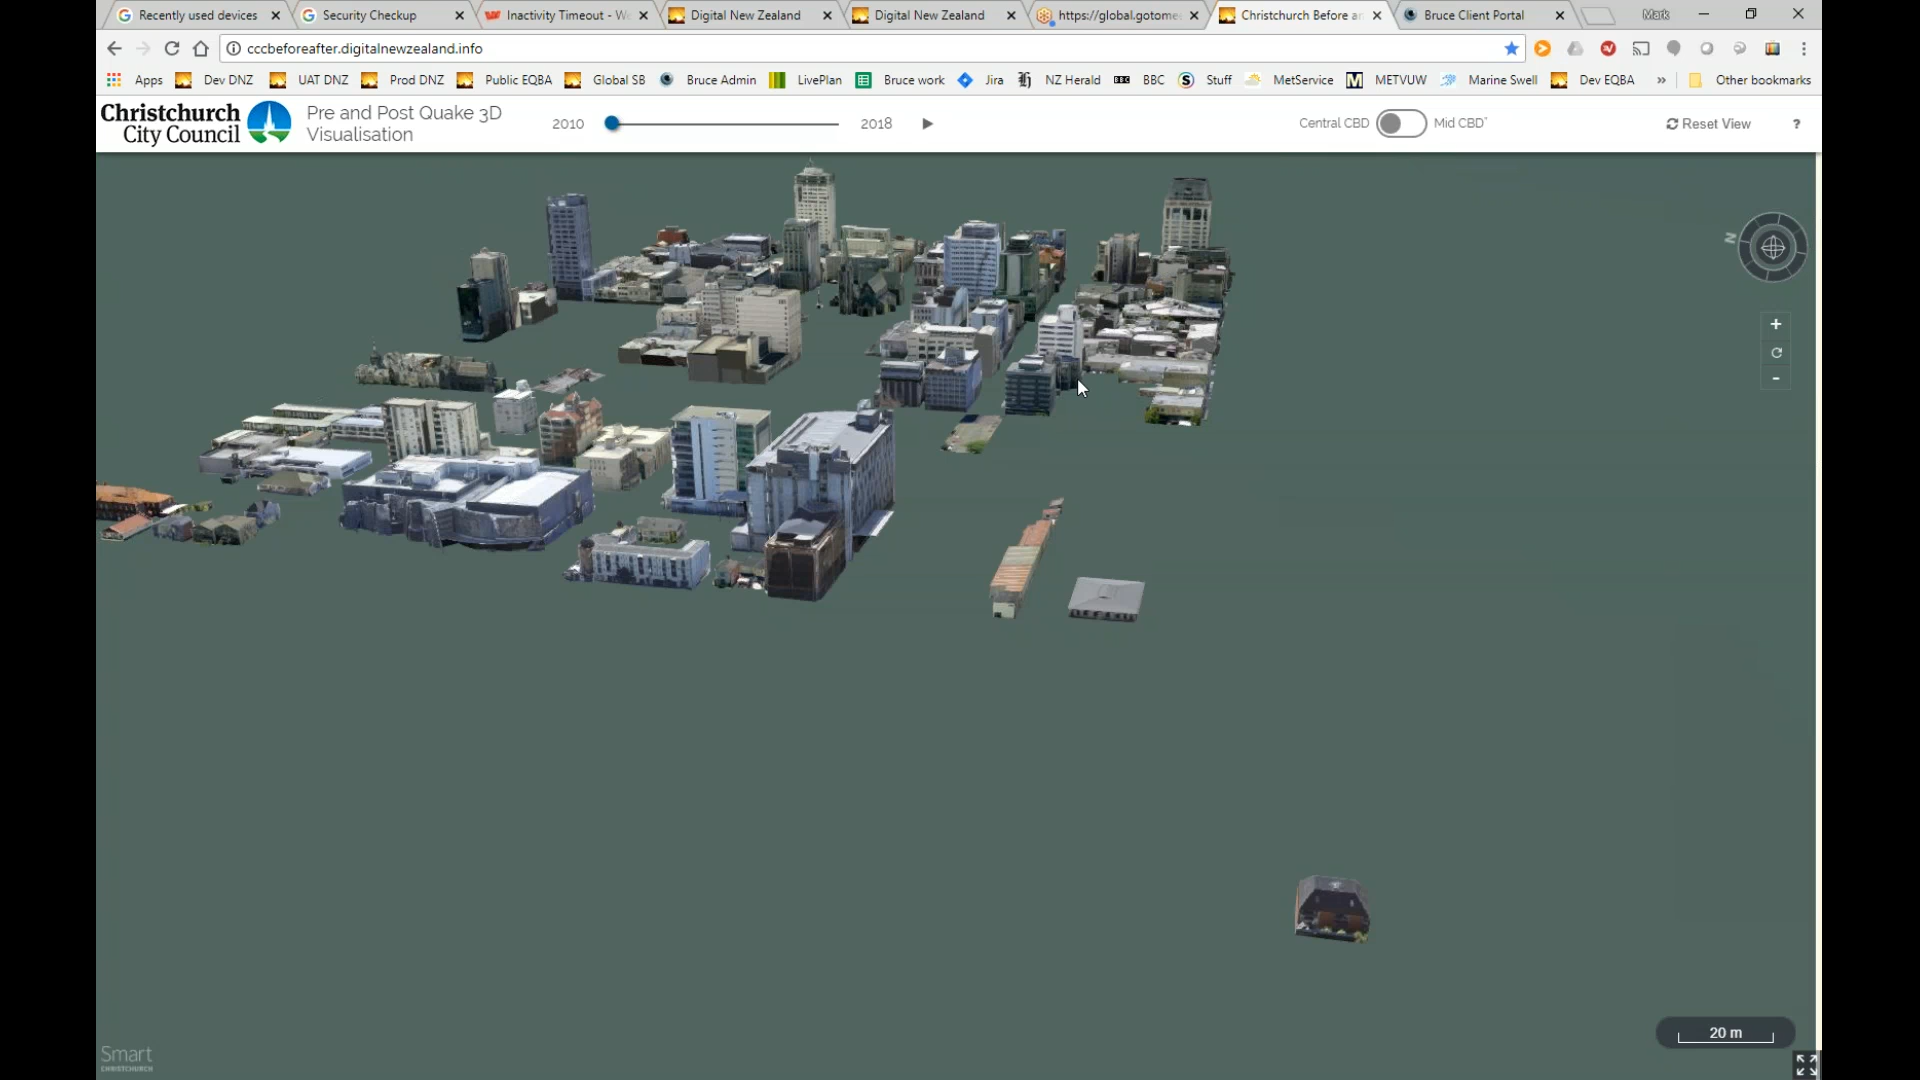 Recently used devices
Security Checkup
Inactivity Timeout - W
Digital New Zealand
Digital New Zealand
https://global.gotome
Christchurch Before a
Bruce Client Portal
Mark
cccbeforeafter.digitalnewzealand.info
Apps
Dev DNZ
UAT DNZ
Prod DNZ
Public EQBA
Global SB
Bruce Admin
LivePlan
Bruce work
Jira
NZ Herald
BBC
BBC
Stuff
MetService
METVUW
Marine Swell
Dev EQBA
»
Other bookmarks
Christchurch
City Council
Pre and Post Quake 3D
Visualisation
2010
2018
Central CBD
Mid CBD*
Reset View
?
N
+
-
20 m
Smart
CHRISTCHURCH